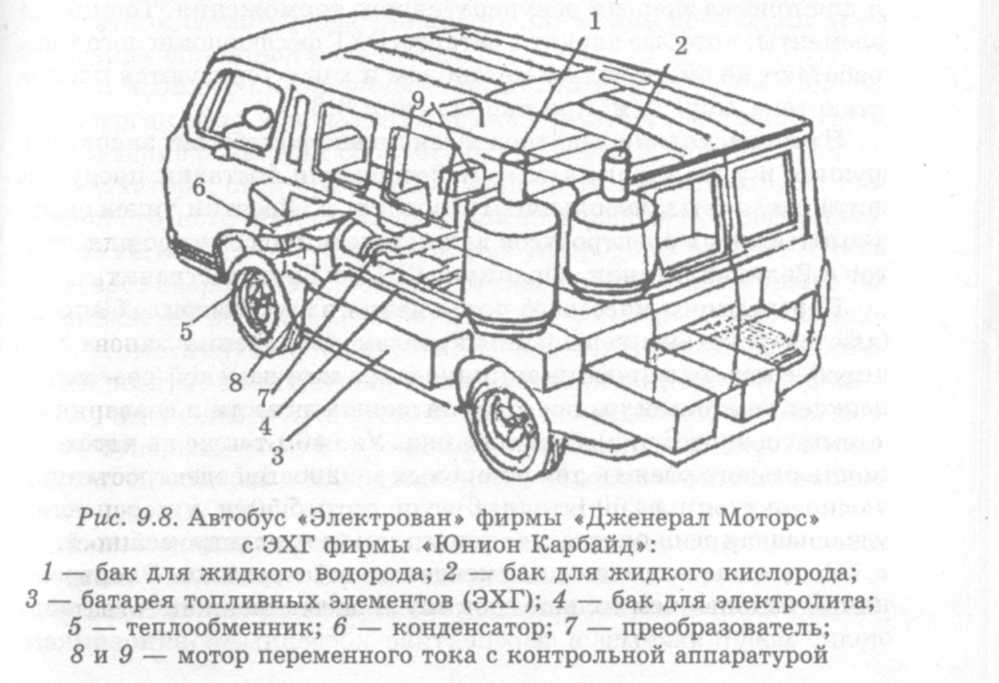 1
2
9
6
5
8
7
4
3
Рис. 9.8. Автобус «Электрован» фирмы «Дженерал Моторс»
с ЭХГ фирмы «Юнион Карбайд»:
1 — бак для жидкого водорода; 2 — бак для жидкого кислорода;
3 — батарея топливных элементов (ЭХГ); 4 — бак для электролита;
5 — теплообменник; 6 — конденсатор; 7 — преобразователь;
8 и 9 — мотор переменного тока с контрольной аппаратурой